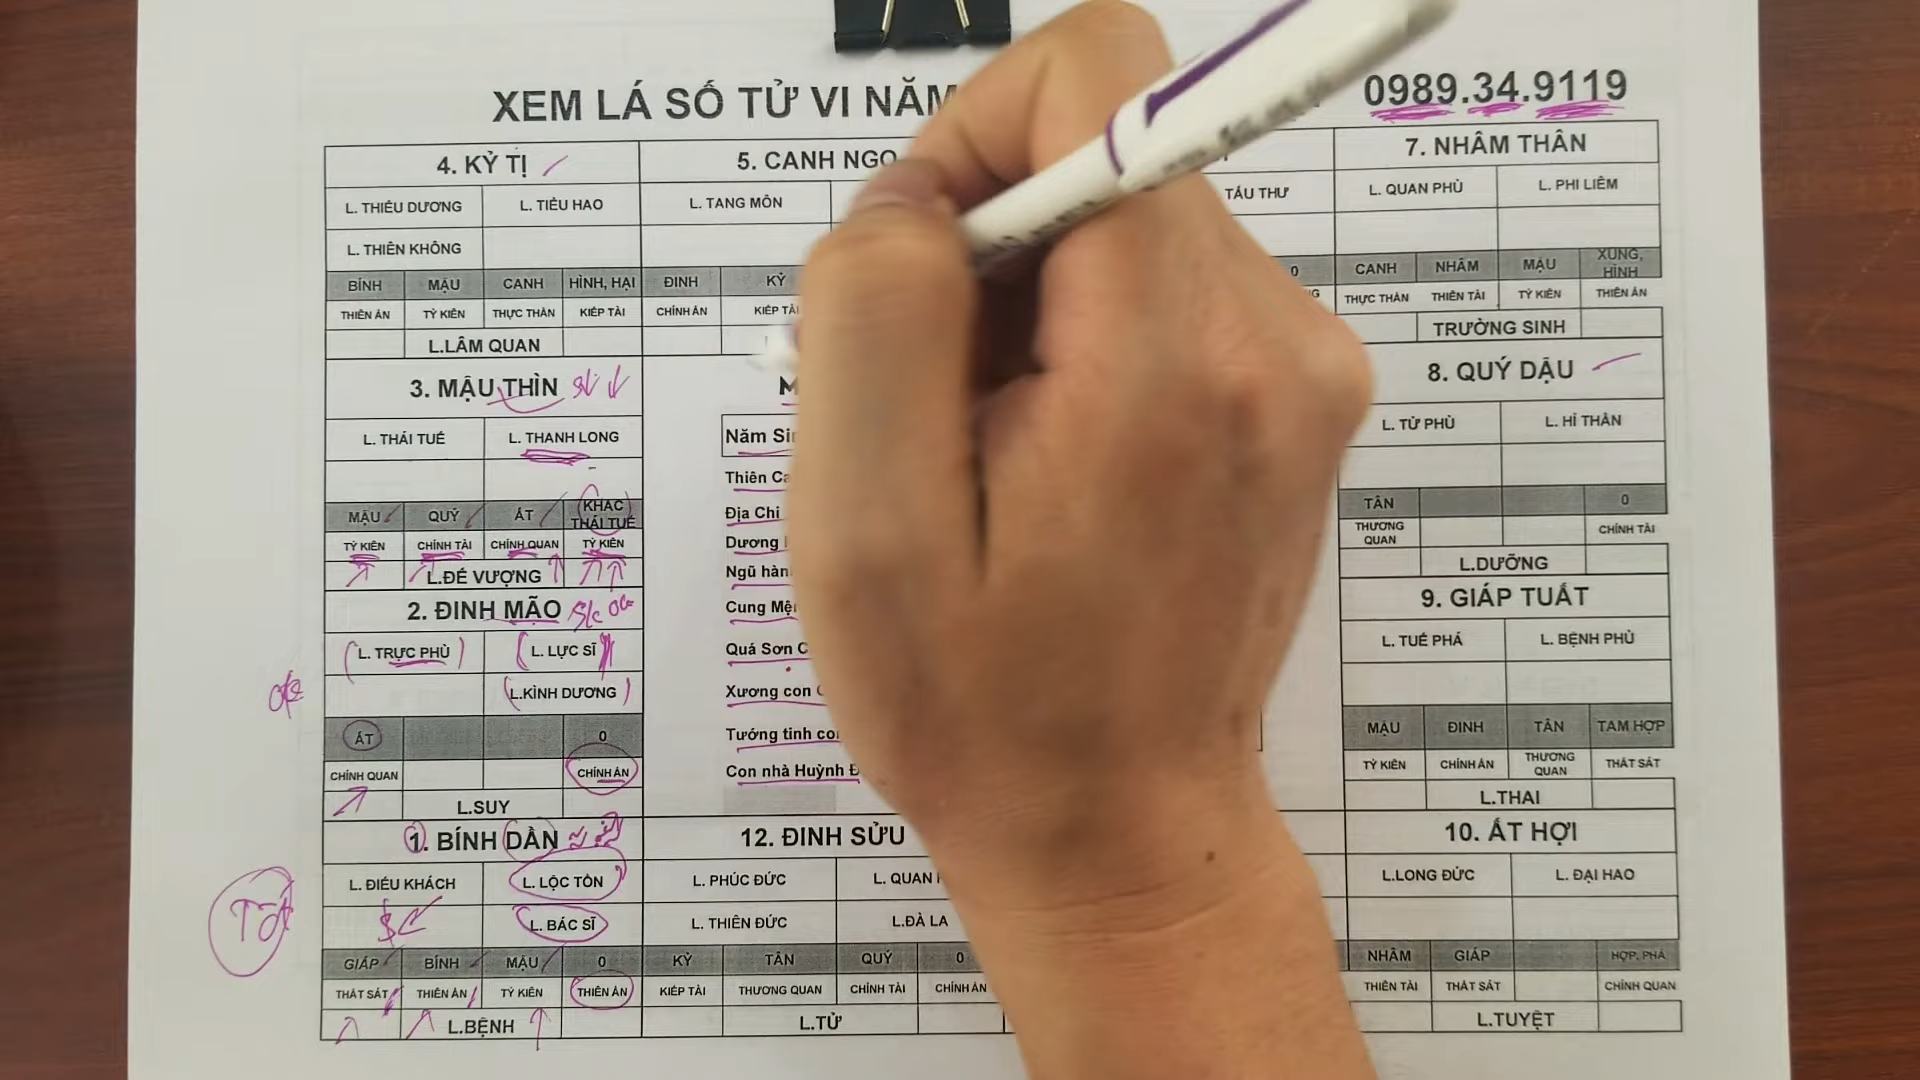 XEM LÁ SỐ TỬ VI NĂM
0989.34.9119
4. KỶ TỊ
L. THIẾU DƯƠNG
L. TIỂU HAO
L. THIÊN KHÔNG
BÍNH
MẬU
CANH
HÌNH, HẠI
THIÊN ẤN
TỶ KIÊN
THỰC THẦN
KIẾP TÀI
L.LÂM QUAN
5. CANH NGỌ
L. TANG MÔN
ĐINH
KỶ
CHÍNH ẤN
KIẾP TÀI
TẤU THƯ
0
7. NHÂM THÂN
L. QUAN PHÙ
L. PHI LIÊM
CANH
NHÂM
MẬU
XUNG, HÌNH
THỰC THẦN
THIÊN TÀI
TỶ KIÊN
THIÊN ẤN
TRƯỜNG SINH
3. MẬU THÌN
L. THÁI TUẾ
L. THANH LONG
MẬU
QUÝ
ẤT
KHẮC THÁI TUẾ
TỶ KIÊN
CHÍNH TÀI
CHÍNH QUAN
TỶ KIÊN
L.ĐẾ VƯỢNG
Thiên
Địa Chi
Dương
Ngũ hàn
Cung Mện
Quá Sơn
Xương con
Tướng tinh con
Con nhà Huỳnh Đ
8. QUÝ DẬU
L. TỬ PHÙ
L. HỈ THẦN
TÂN
0
THƯƠNG QUAN
CHÍNH TÀI
L.DƯỠNG
2. ĐINH MÃO
L. TRỰC PHÙ
L. LỰC SĨ
L.KÌNH DƯƠNG
ẤT
0
CHÍNH QUAN
CHÍNH ẤN
L.SUY
9. GIÁP TUẤT
L. TUẾ PHÁ
L. BỆNH PHÙ
MẬU
ĐINH
TÂN
TAM HỢP
TỶ KIÊN
CHÍNH ẤN
THƯƠNG QUAN
THẤT SÁT
L.THAI
1. BÍNH DẦN
L. ĐIẾU KHÁCH
L. LỘC TỒN
L. BÁC SĨ
GIÁP
BÍNH
MẬU
0
THẤT SÁT
THIÊN ẤN
TỶ KIÊN
THIÊN ẤN
L.BỆNH
Tốt
12. ĐINH SỬU
L. PHÚC ĐỨC
L. QUAN
L. THIÊN ĐỨC
L.ĐÀ LA
KỶ
TÂN
QUÝ
0
KIẾP TÀI
THƯƠNG QUAN
CHÍNH TÀI
CHÍNH ẤN
L.TỬ
10. ẤT HỢI
L.LONG ĐỨC
L. ĐẠI HAO
NHÂM
GIÁP
HỢP, PHÁ
THIÊN TÀI
THẤT SÁT
CHÍNH QUAN
L.TUYỆT